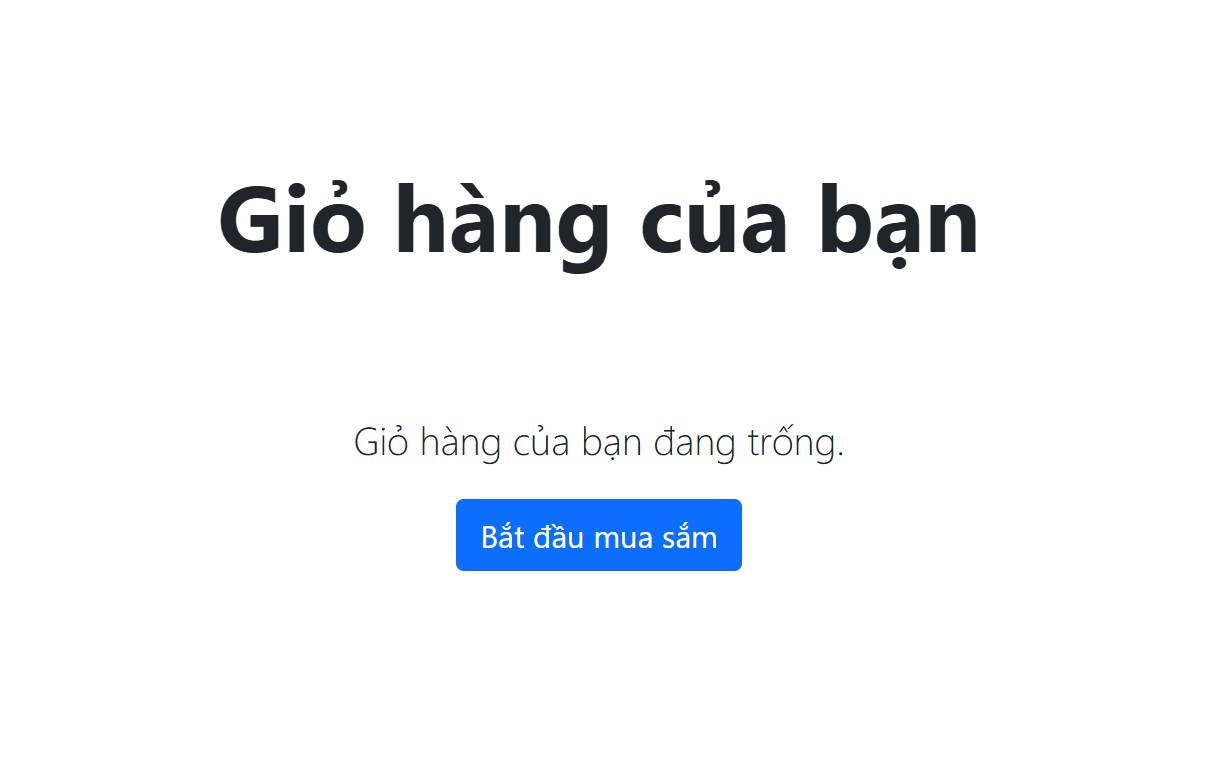 Giỏ hàng của bạn
Giỏ hàng của bạn đang trống.
Bắt đầu mua sắm